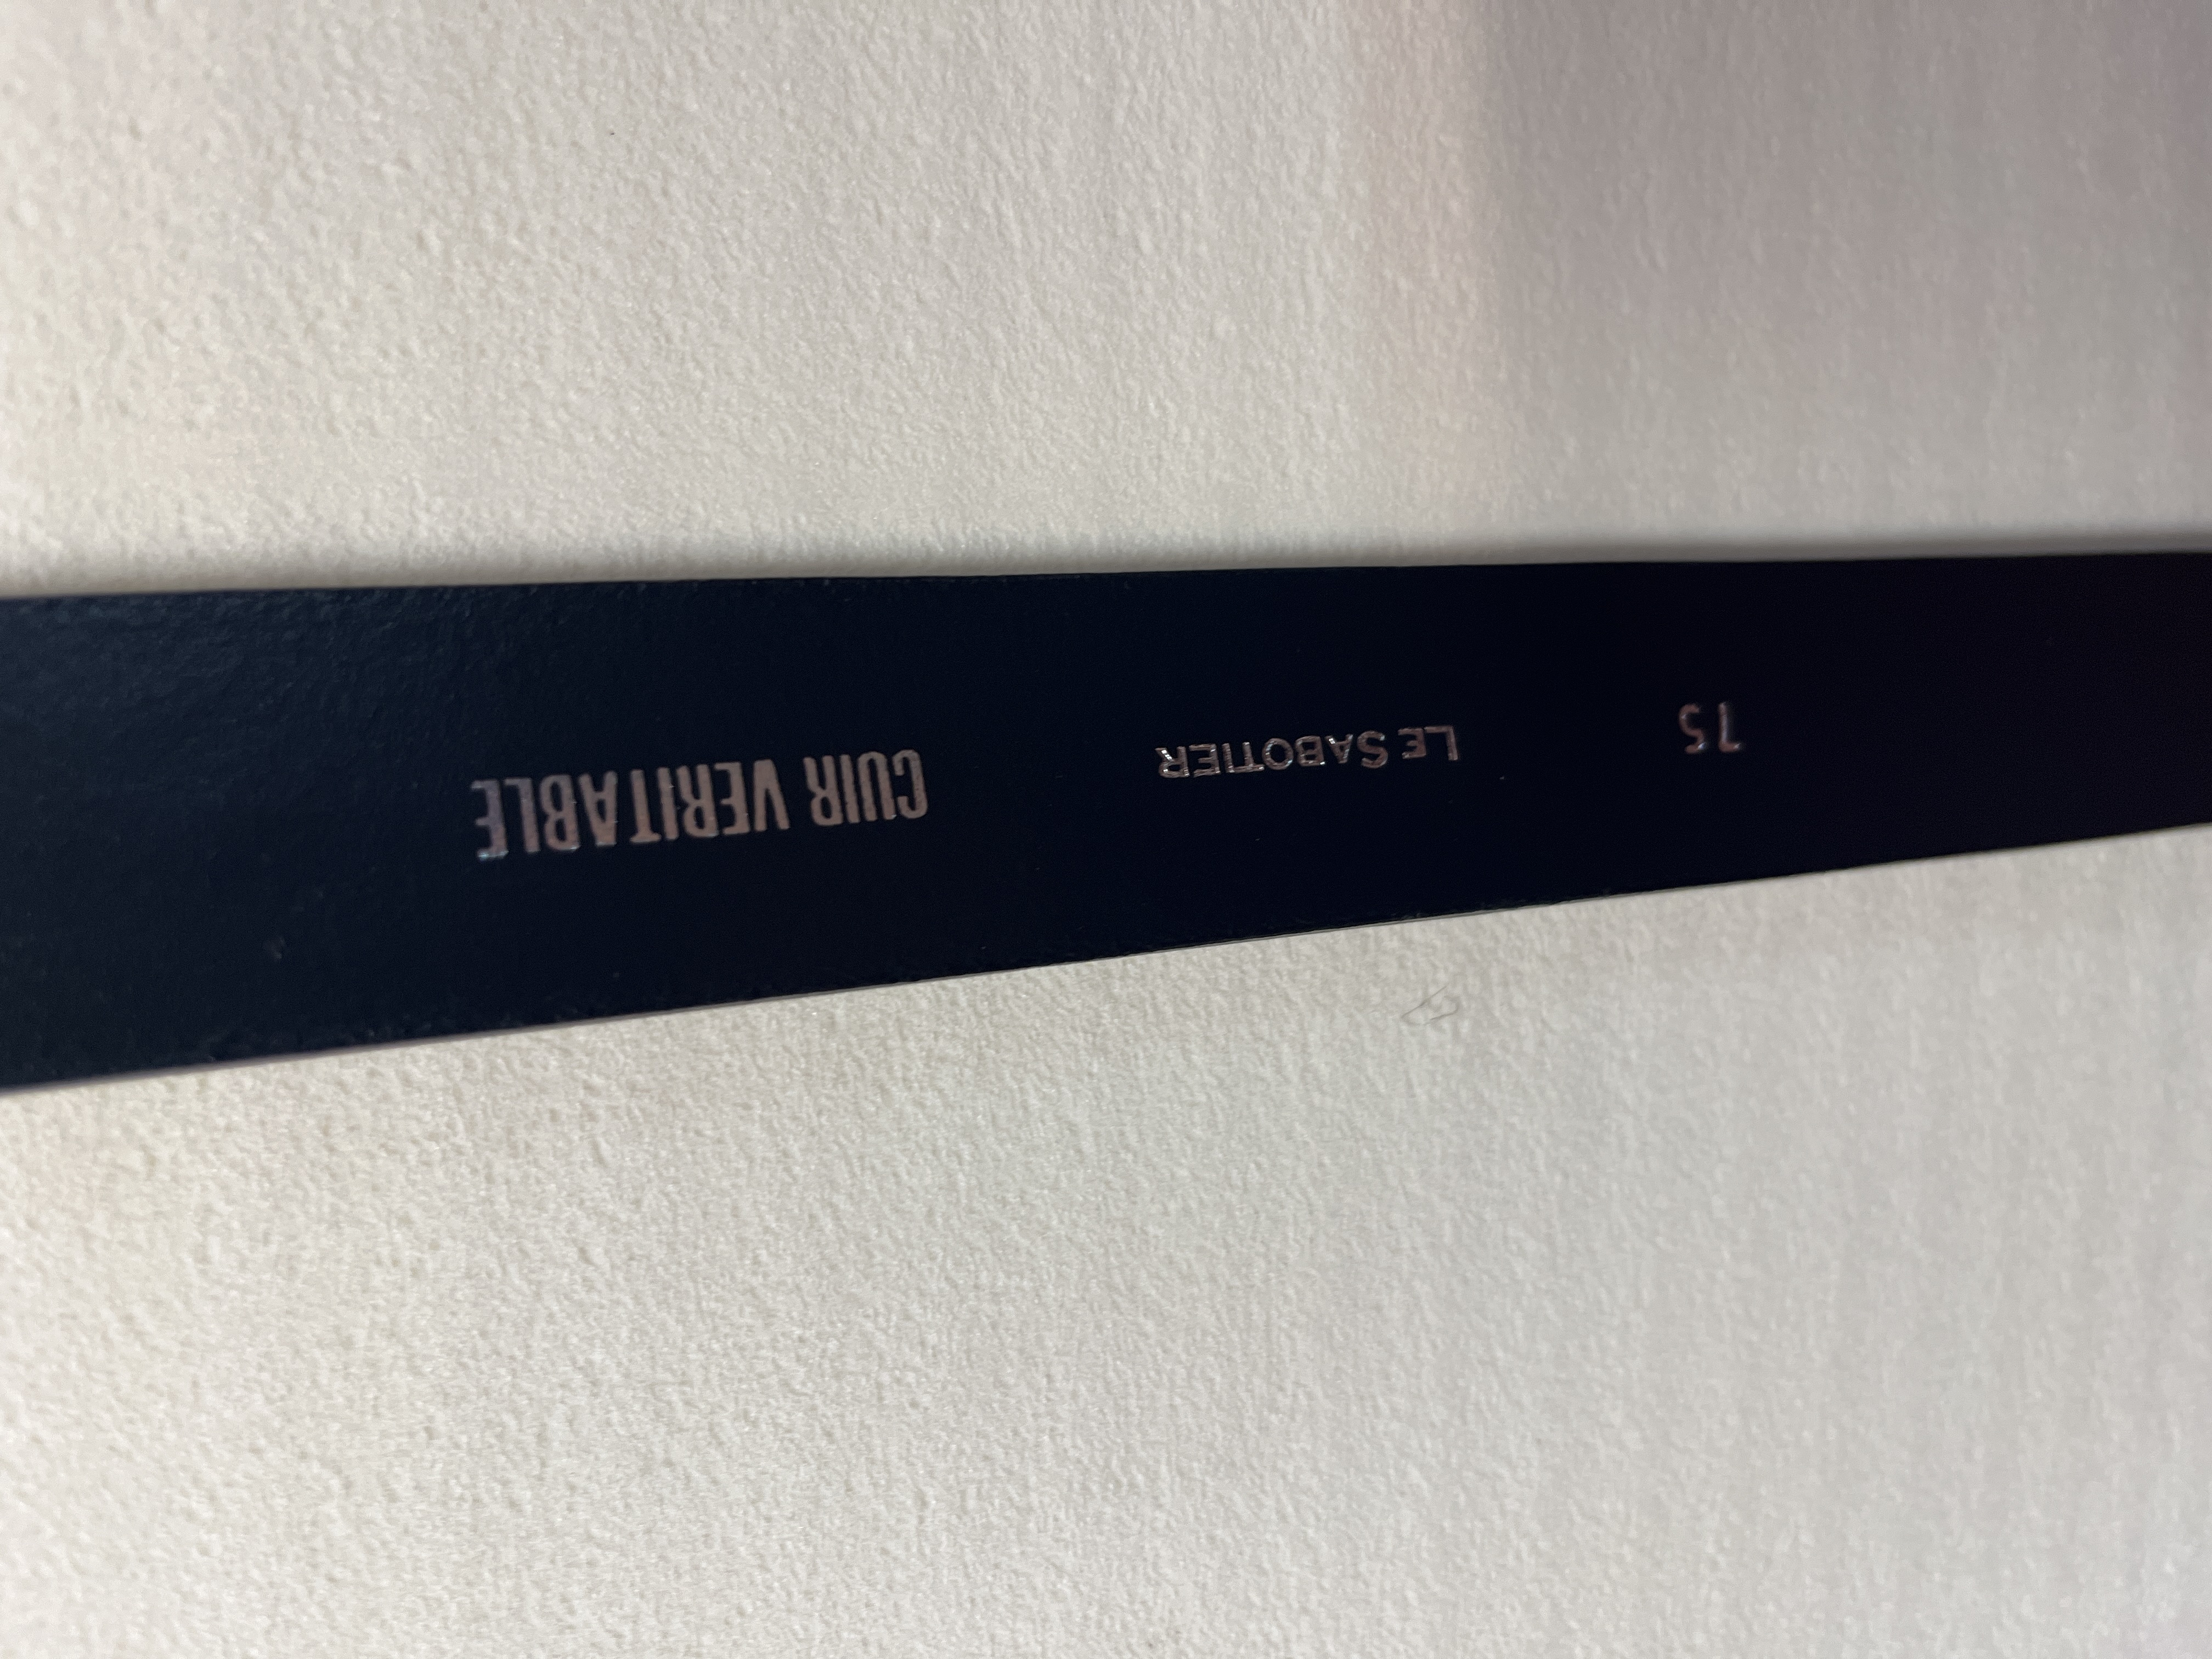 75
LE SABOTIER
CUIR VERITABLE